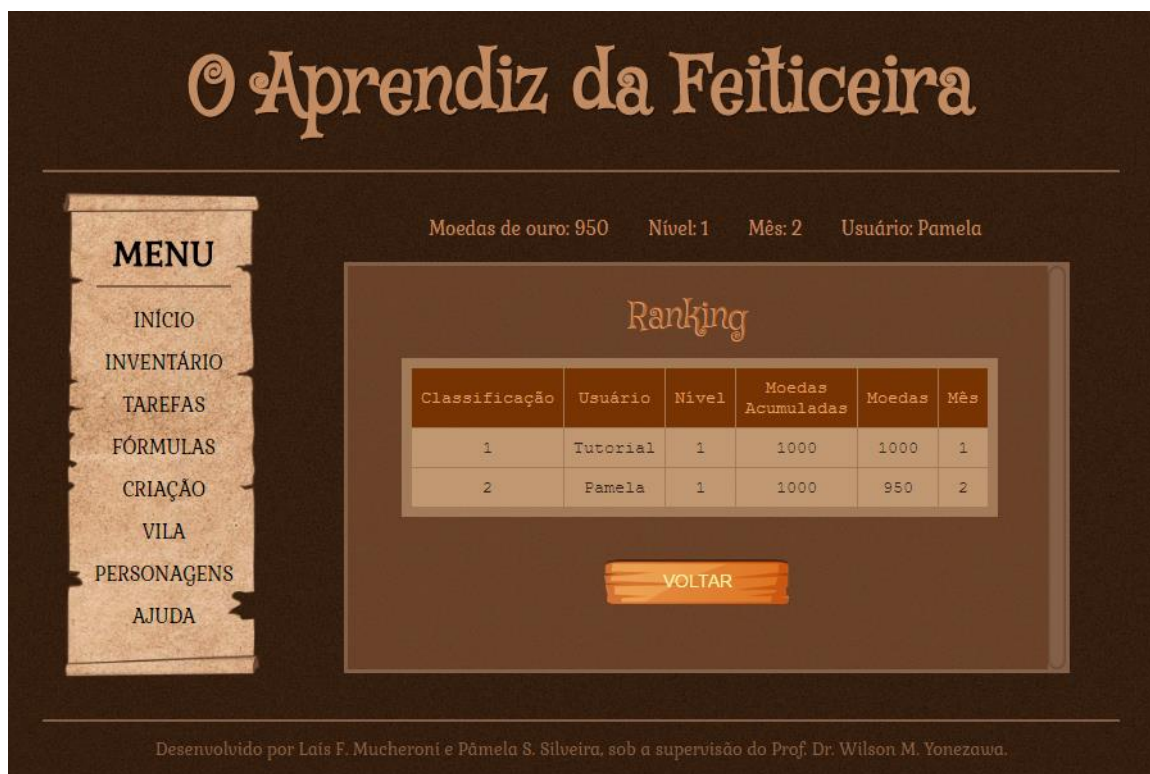 O Aprendiz da Feiticeira
MENU
INÍCIO
INVENTÁRIO
TAREFAS
FÓRMULAS
CRIAÇÃO
VILA
PERSONAGENS
AJUDA
Moedas de ouro: 950 Nível: 1 Mês: 2 Usuário: Pamela
Ranking
Classificação Usuário Nível Moedas Acumuladas Moedas Mês
1 Tutorial 1 1000 1000 1
2 Pamela 1 1000 950 2
VOLTAR
Desenvolvido por Laís F. Mucheroni e Pâmela S. Silveira, sob a supervisão do Prof. Dr. Wilson M. Yonezawa.